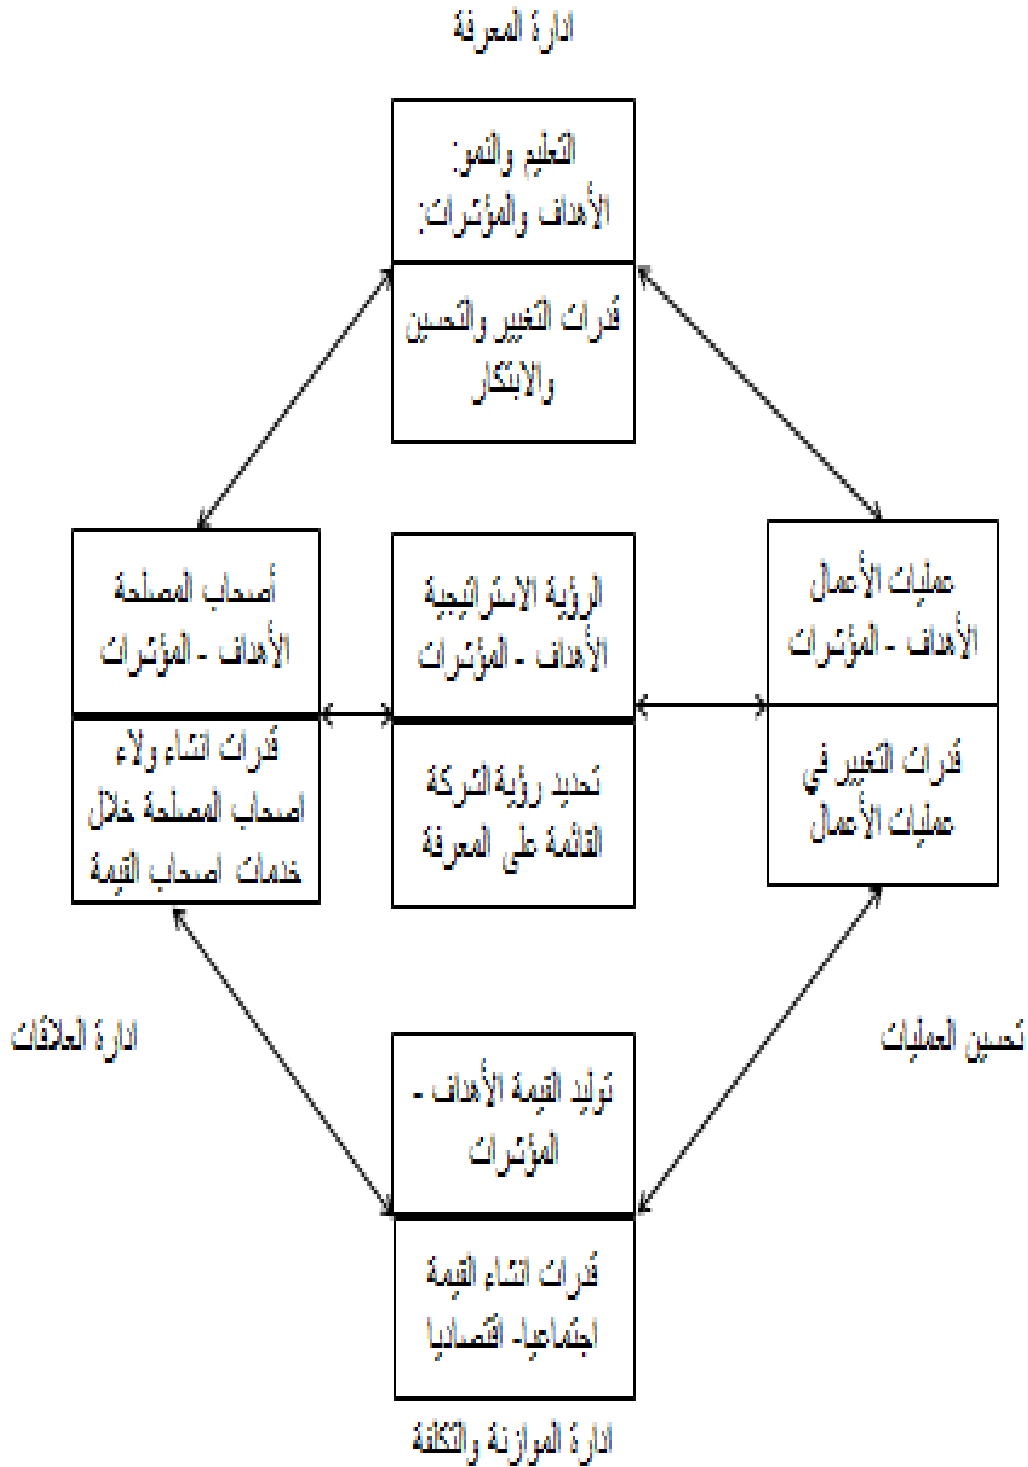 ادارة المعرفة
التعليم والنمو:
الأهداف والمؤشرات:
قدرات التغيير والتحسين
والابتكار
عمليات الأعمال
الأهداف - المؤشرات
قدرات التغيير في
عمليات الأعمال
الرؤية الاستراتيجية
الأهداف - المؤشرات
تحديد رؤية الشركة
القائمة على المعرفة
أصحاب المصلحة
الأهداف - المؤشرات
قدرات انشاء ولاء
اصحاب المصلحة خلال
خدمات اصحاب القيمة
تحسين العمليات
ادارة العلاقات
توليد القيمة الأهداف -
المؤشرات
قدرات انشاء القيمة
اجتماعيا- اقتصاديا
ادارة الموازنة والتكلفة